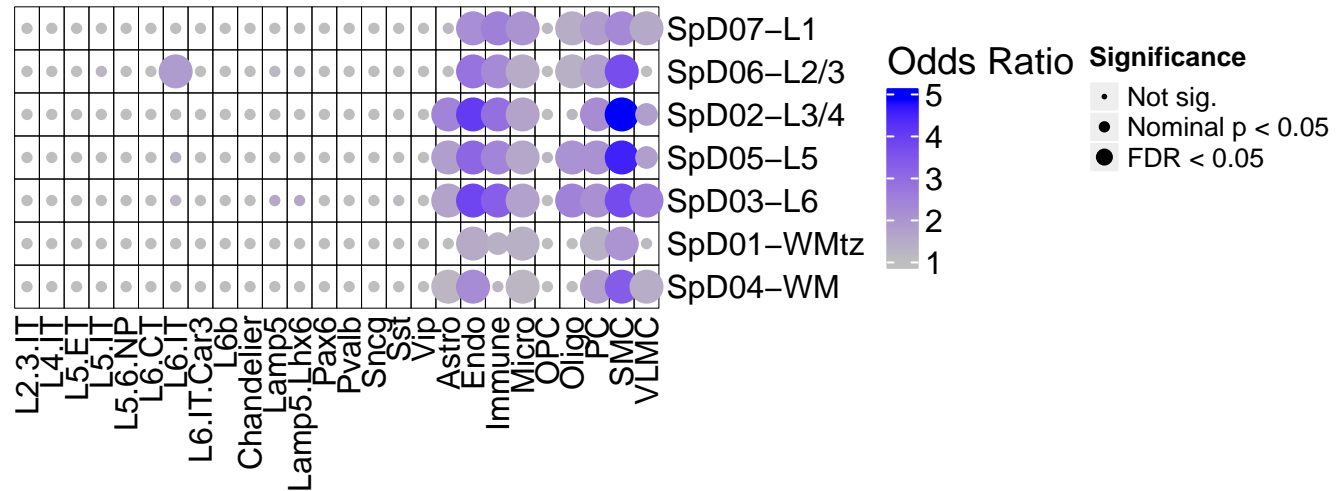 SpD07−L1
SpD06−L2/3
SpD02−L3/4
SpD05−L5
SpD03−L6
SpD01−WMtz
SpD04−WM
L2.3.IT
L4.IT
L5.ET
L5.IT
L5.6.NP
L6.CT
L6.IT
L6.IT.Car3
L6b
Chandelier
Lamp5
Lamp5.Lhx6
Pax6
Pvalb
Sncg
Sst
Vip
Astro
Endo
Immune
Micro
OPC
Oligo
PC
SMC
VLMC
Odds Ratio
5
4
3
2
1
Significance
Not sig.
Nominal p < 0.05
FDR < 0.05